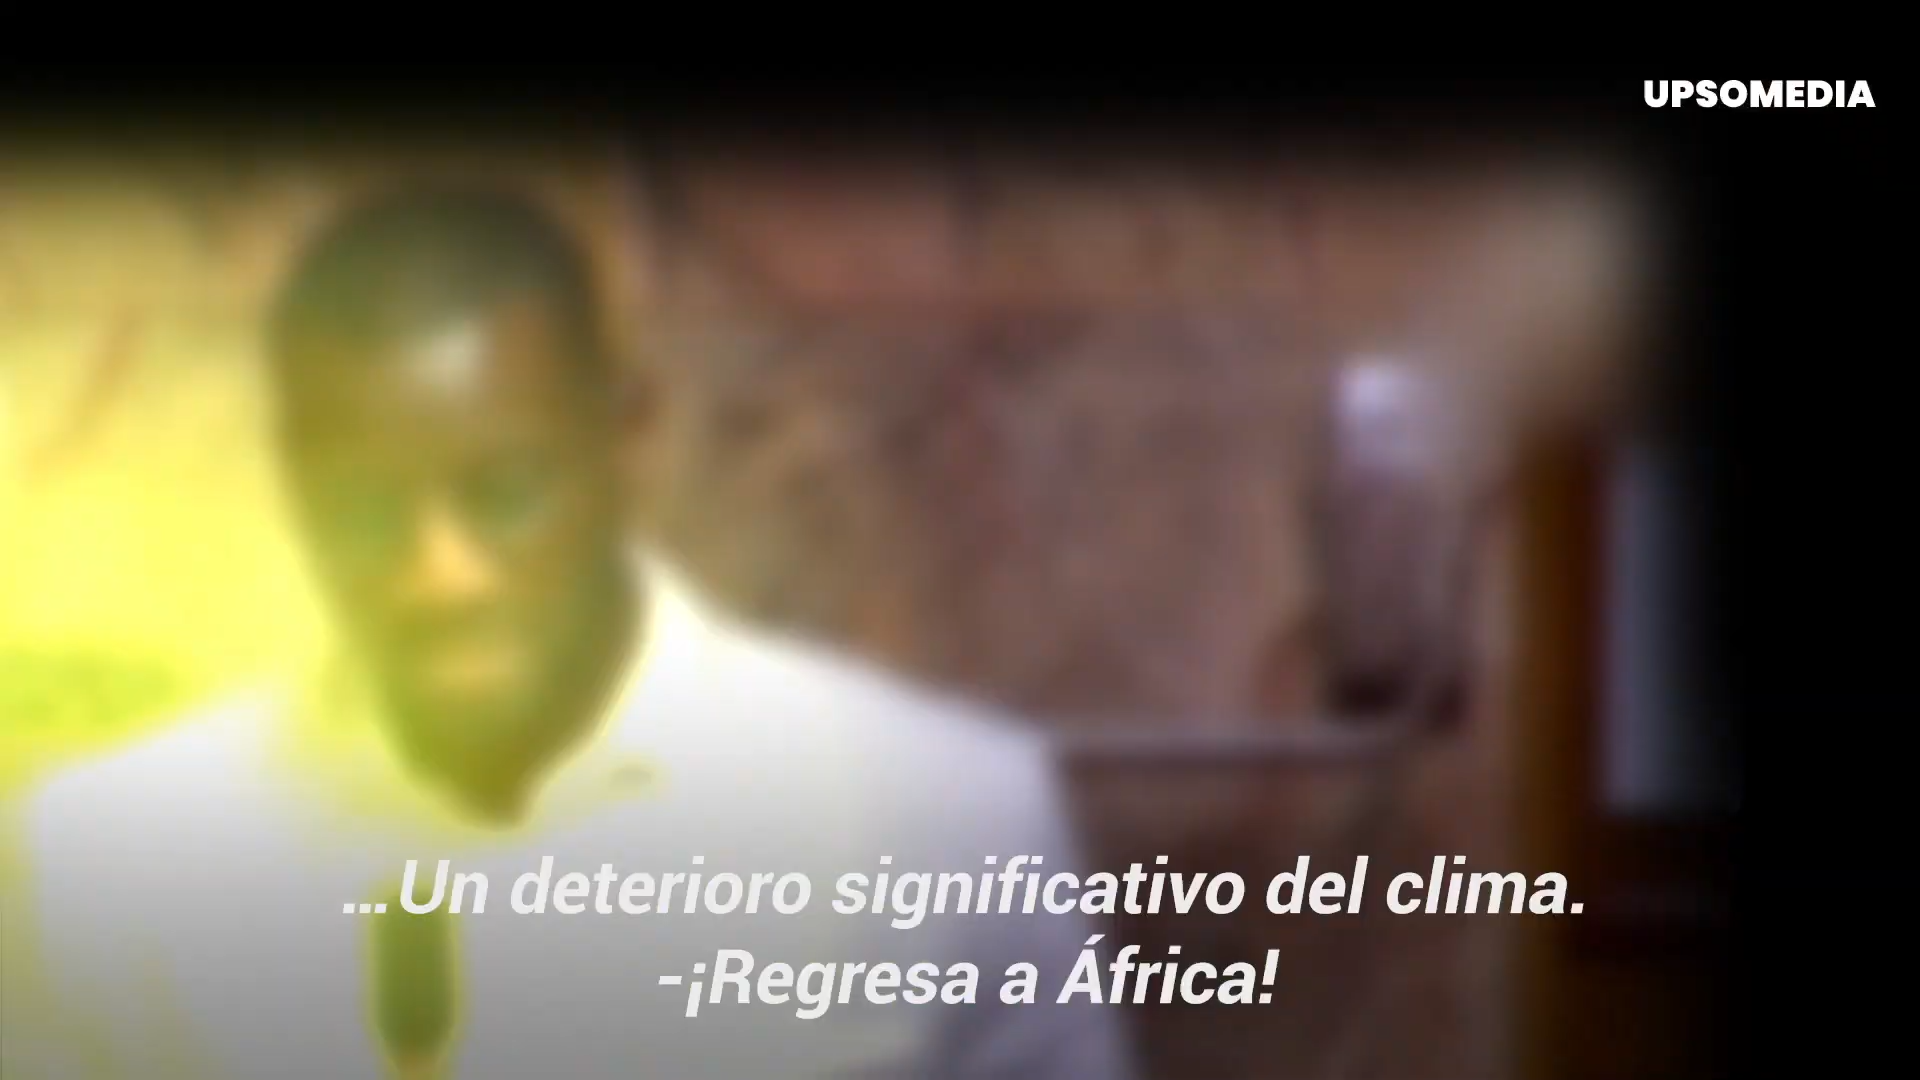 UPSOMEDIA
...Un deterioro significativo del clima.
-¡Regresa a África!